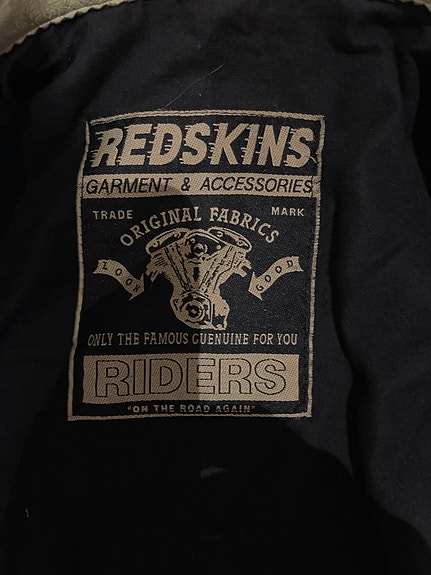 REDSKINS
GARMENT & ACCESSORIES
TRADE MARK
ORIGINAL FABRICS
LOOK GOOD
ONLY THE FAMOUS GUENUINE FOR YOU
RIDERS
"ON THE ROAD AGAIN"